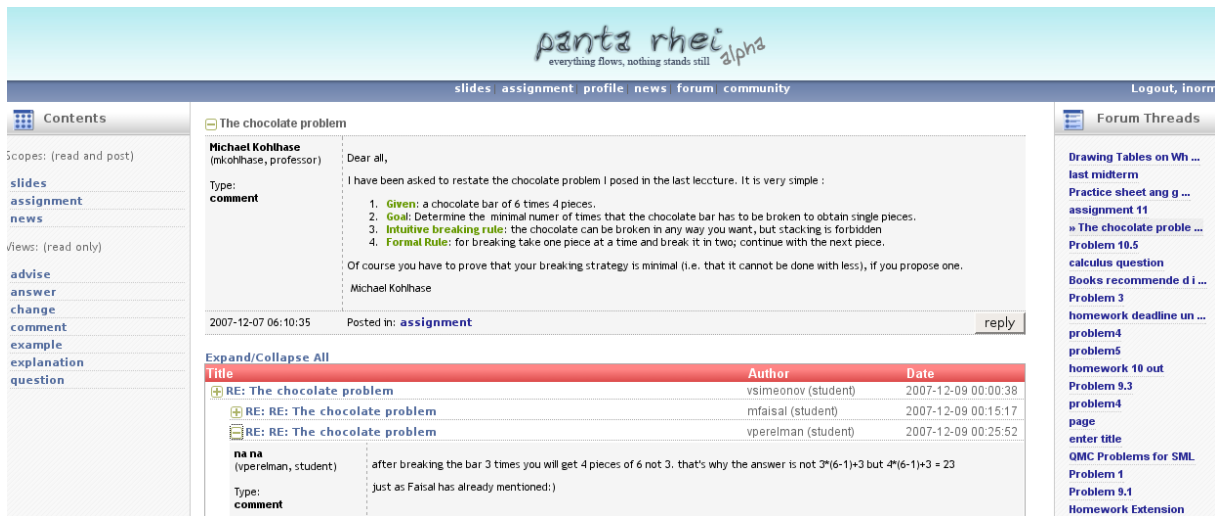 panta rhei alpha
everything flows, nothing stands still
slides| assignment| profile| news| forum| community
Logout, inorm
Contents
Scopes: (read and post)
slides
assignment
news
Views: (read only)
advise
answer
change
comment
example
explanation
question
The chocolate problem
Michael Kohlhase
(mkohlhase, professor)
Type:
comment
Dear all,
I have been asked to restate the chocolate problem I posed in the last leccture. It is very simple :
1. Given: a chocolate bar of 6 times 4 pieces.
2. Goal: Determine the minimal numer of times that the chocolate bar has to be broken to obtain single pieces.
3. Intuitive breaking rule: the chocolate can be broken in any way you want, but stacking is forbidden
4. Formal Rule: for breaking take one piece at a time and break it in two; continue with the next piece.
Of course you have to prove that your breaking strategy is minimal (i.e. that it cannot be done with less), if you propose one.
Michael Kohlhase
2007-12-07 06:10:35 Posted in: assignment
reply
Expand/Collapse All
Title Author Date
RE: The chocolate problem vsimeonov (student) 2007-12-09 00:00:38
RE: RE: The chocolate problem mfaisal (student) 2007-12-09 00:15:17
RE: RE: The chocolate problem vperelman (student) 2007-12-09 00:25:52
na na
(vperelman, student)
Type:
comment
after breaking the bar 3 times you will get 4 pieces of 6 not 3. that's why the answer is not 3*(6-1)+3 but 4*(6-1)+3 = 23
just as Faisal has already mentioned:)
Forum Threads
Drawing Tables on Wh ...
last midterm
Practice sheet ang g ...
assignment 11
» The chocolate proble ...
Problem 10.5
calculus question
Books recommende d i ...
Problem 3
homework deadline un ...
problem4
problem5
homework 10 out
Problem 9.3
problem4
page
enter title
QMC Problems for SML
Problem 1
Problem 9.1
Homework Extension